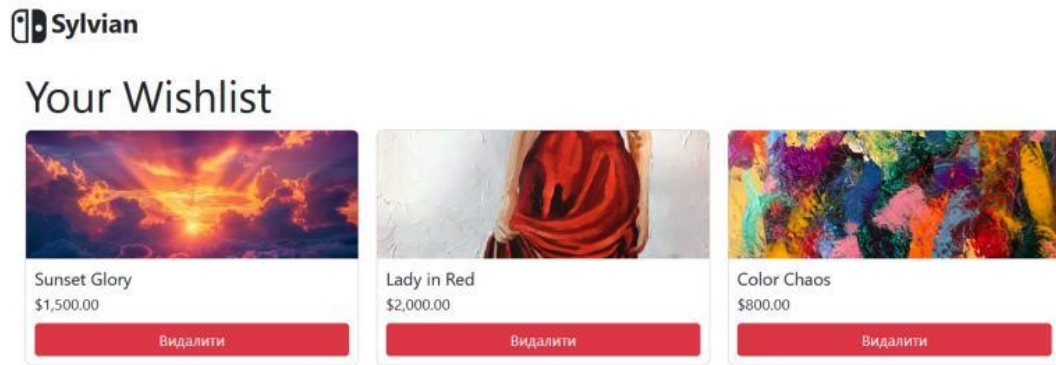 Sylvian
Your Wishlist
Sunset Glory
$1,500.00
Видалити
Lady in Red
$2,000.00
Видалити
Color Chaos
$800.00
Видалити